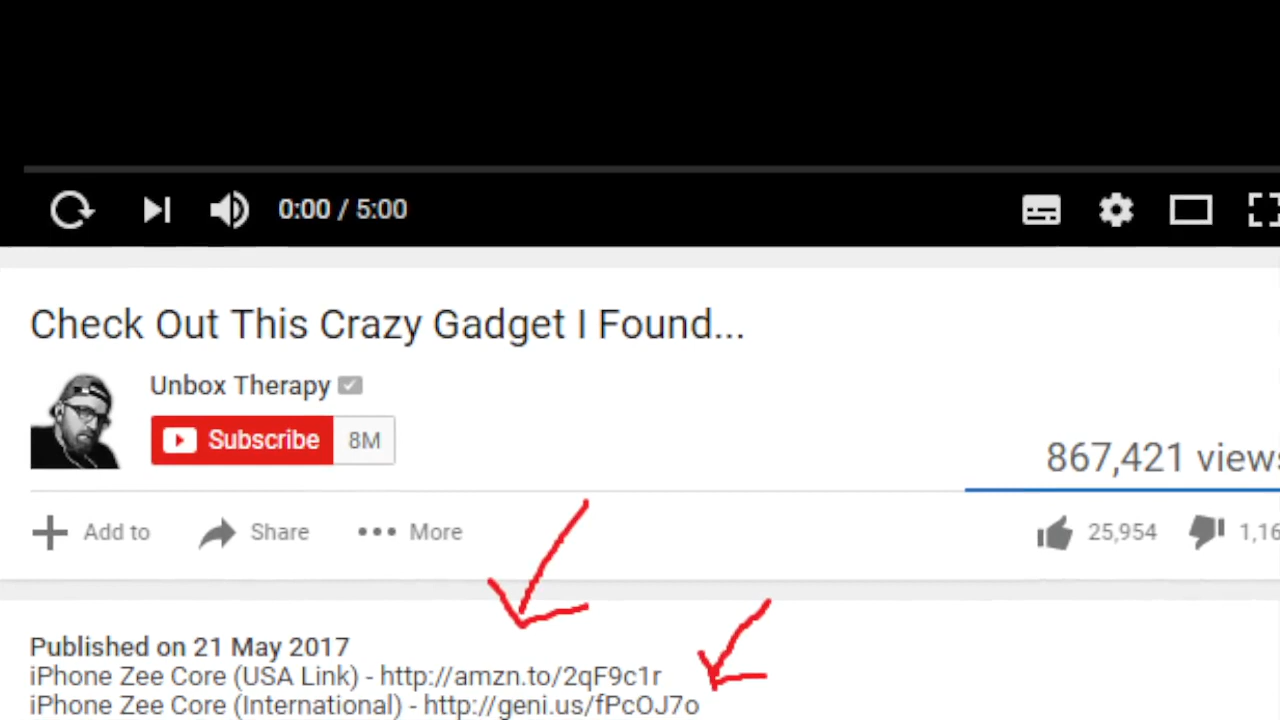 0:00 / 5:00
Check Out This Crazy Gadget I Found...
Unbox Therapy
Subscribe 8M
867,421 views
Add to Share More 25,954 1,16
Published on 21 May 2017
iPhone Zee Core (USA Link) - http://amzn.to/2qF9c1r
iPhone Zee Core (International) - http://geni.us/fPcOJ7o